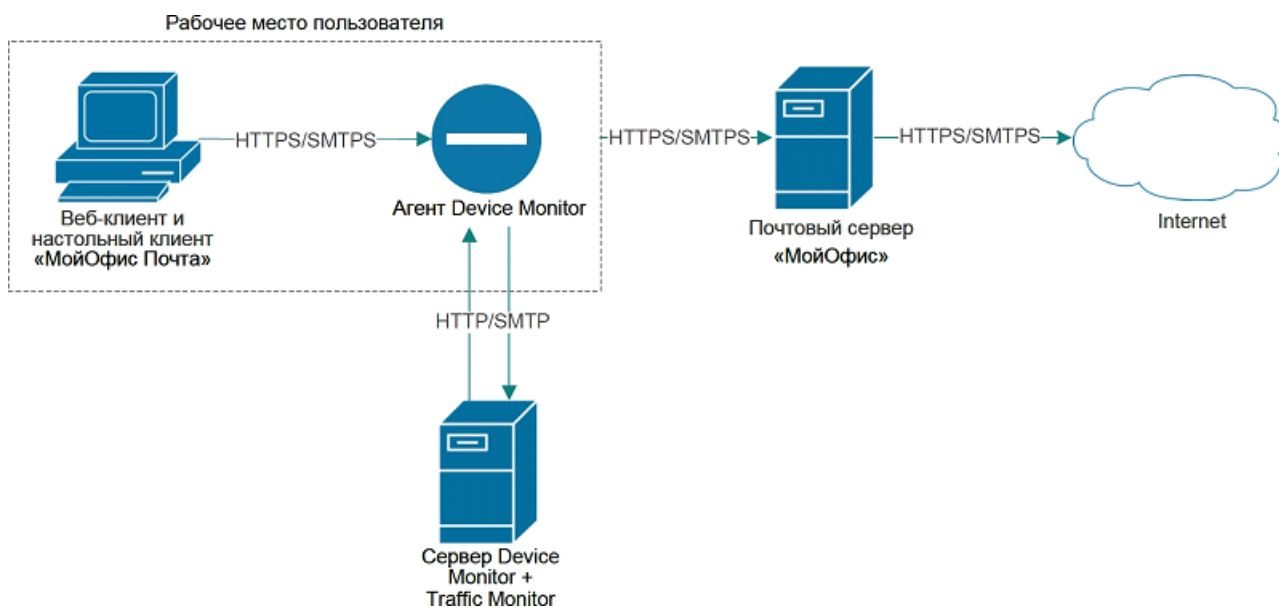 Рабочее место пользователя
HTTPS/SMTPS
HTTPS/SMTPS
HTTPS/SMTPS
Веб-клиент и
настольный клиент
«МойОфис Почта»
Агент Device Monitor
Почтовый сервер
«МойОфис»
Internet
HTTP/SMTP
Сервер Device
Monitor +
Traffic Monitor